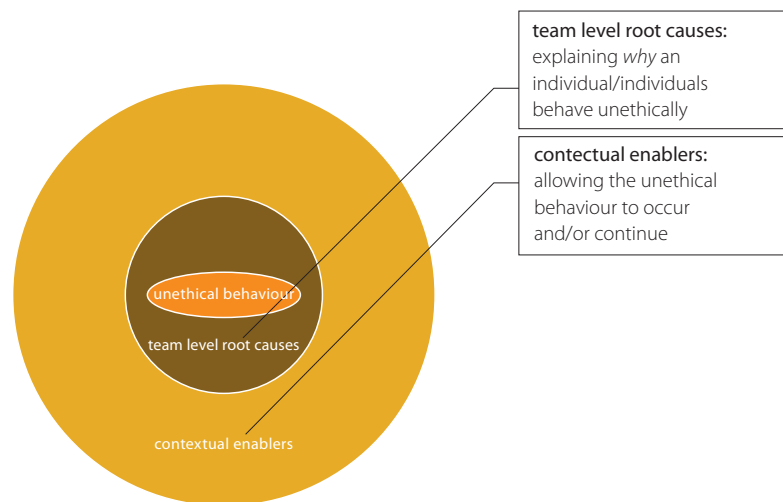 team level root causes:
explaining why an
individual/individuals
behave unethically
contectual enablers:
allowing the unethical
behaviour to occur
and/or continue
unethical behaviour
team level root causes
contextual enablers